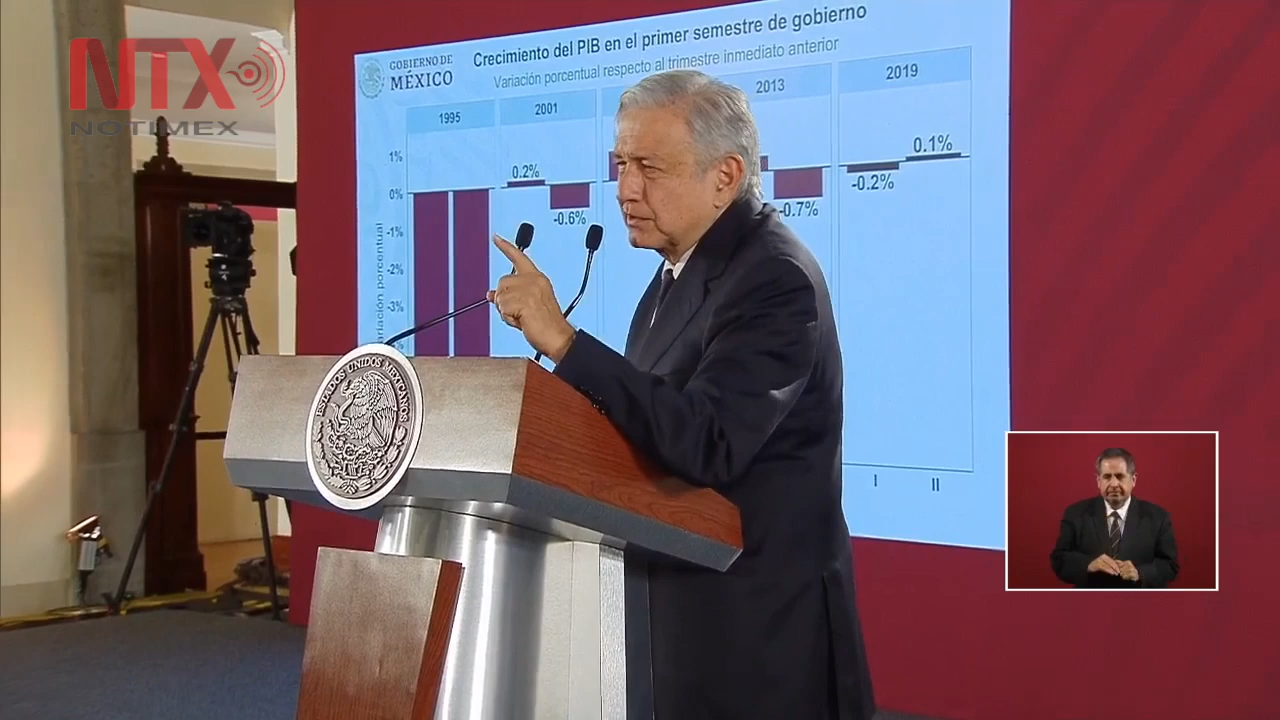 NTX
NOTIMEX
GOBIERNO DE
MÉXICO
Crecimiento del PIB en el primer semestre de gobierno
Variación porcentual respecto al trimestre inmediato anterior
1995
2001
2013
2019
1%
0%
-1%
-2%
-3%
0.2%
-0.6%
-0.7%
-0.2%
0.1%
porcentual
I
II
ESTADOS UNIDOS MEXICANOS